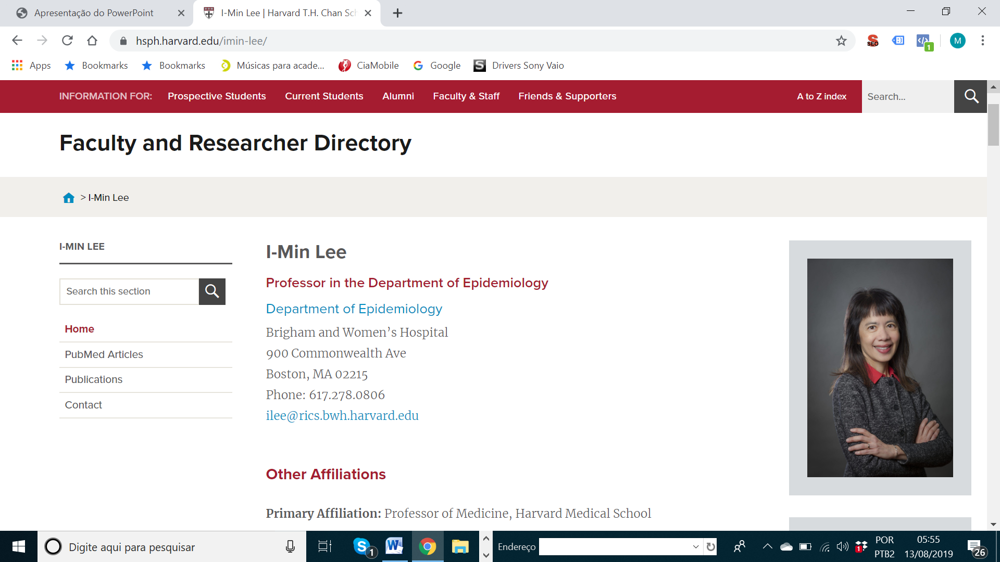 Apresentação do PowerPoint
I-Min Lee | Harvard T.H. Chan Sch
hsph.harvard.edu/imin-lee/
SEO
1
M
Apps
Bookmarks
Bookmarks
Músicas para acade...
CiaMobile
Google
Drivers Sony Vaio
INFORMATION FOR:
Prospective Students
Current Students
Alumni
Faculty & Staff
Friends & Supporters
A to Z index
Search...
Faculty and Researcher Directory
> I-Min Lee
I-MIN LEE
Search this section
Home
PubMed Articles
Publications
Contact
I-Min Lee
Professor in the Department of Epidemiology
Department of Epidemiology
Brigham and Women’s Hospital
900 Commonwealth Ave
Boston, MA 02215
Phone: 617.278.0806
ilee@rics.bwh.harvard.edu
Other Affiliations
Primary Affiliation: Professor of Medicine, Harvard Medical School
Digite aqui para pesquisar
1
Endereço
1
POR
PTB2
05:55
13/08/2019
26